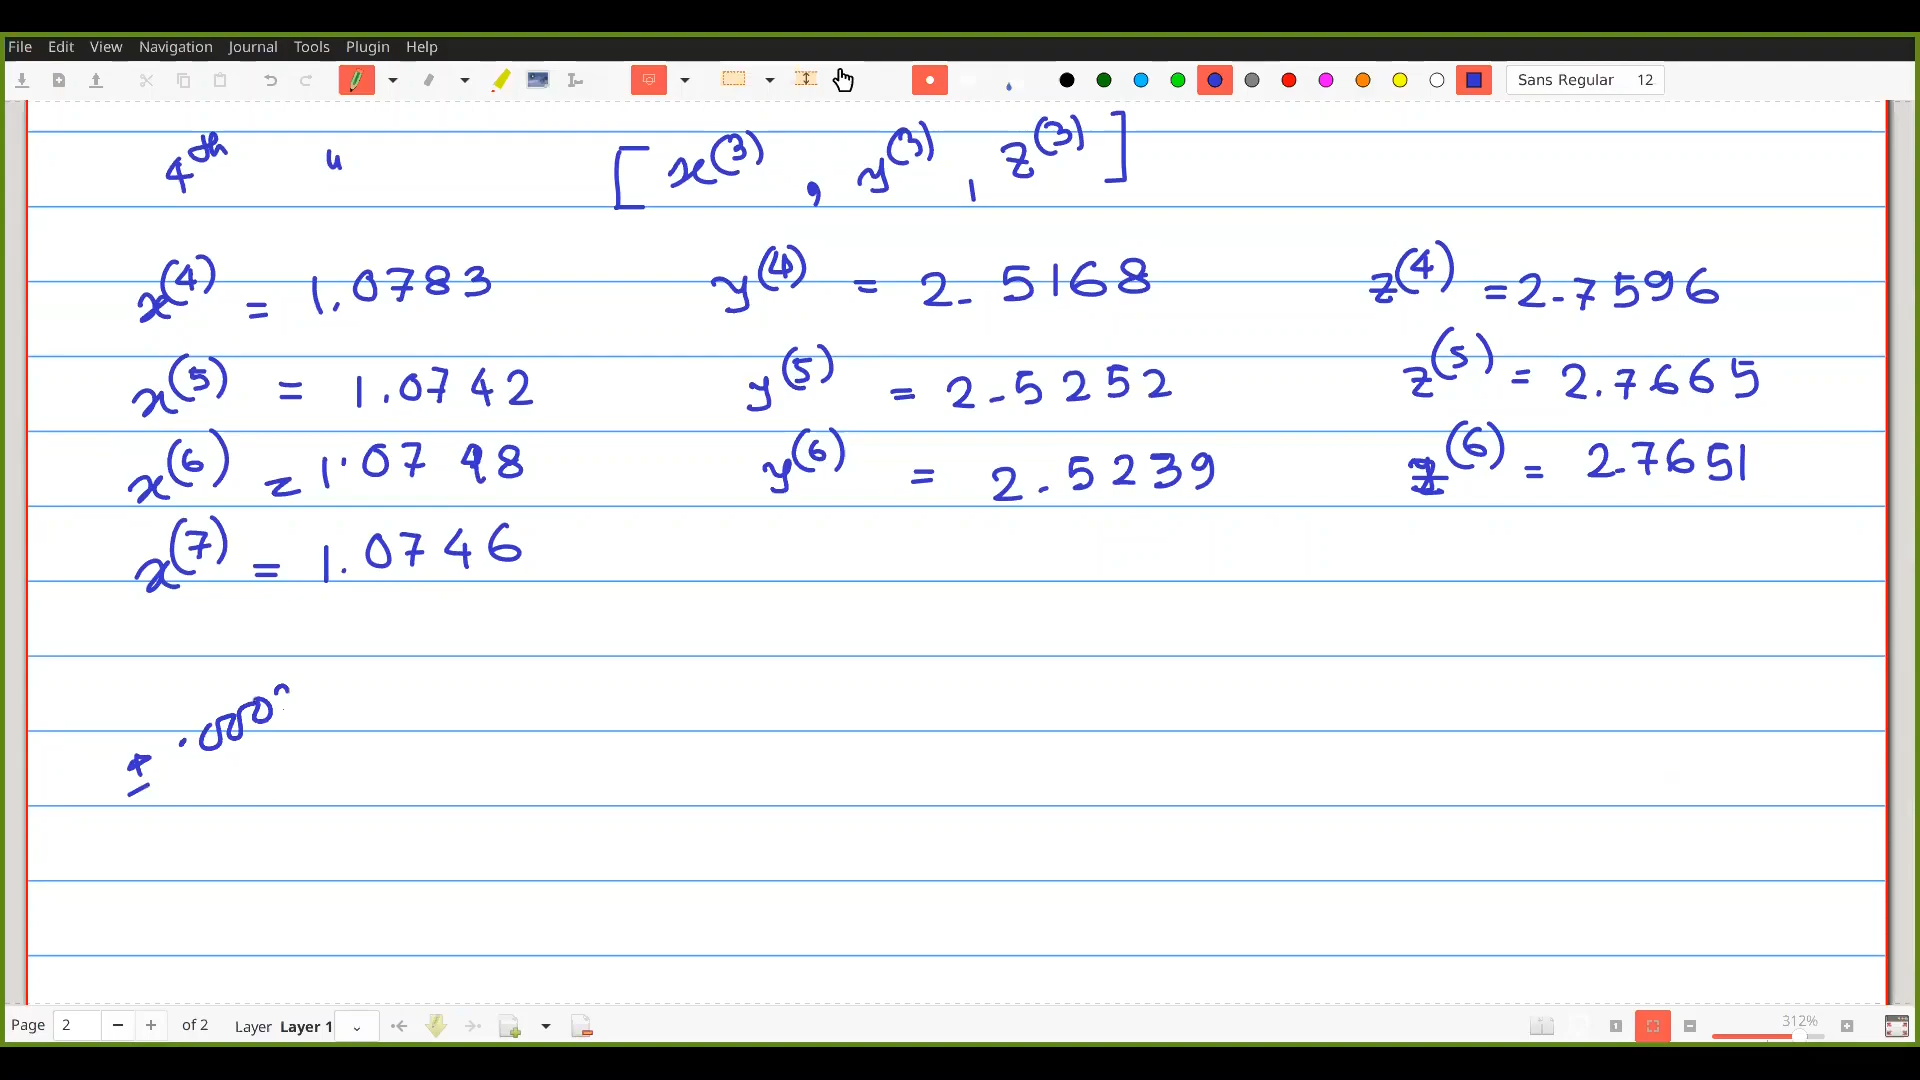 File Edit View Navigation Journal Tools Plugin Help
Sans Regular 12
4th " [x(3) , y(3) , z(3)]
x(4) = 1.0783 y(4) = 2.5168 z(4) = 2.7596
x(5) = 1.0742 y(5) = 2.5252 z(5) = 2.7665
x(6) = 1.0748 y(6) = 2.5239 z(6) = 2.7651
x(7) = 1.0746
± .000
Page 2 of 2 Layer Layer 1 312%